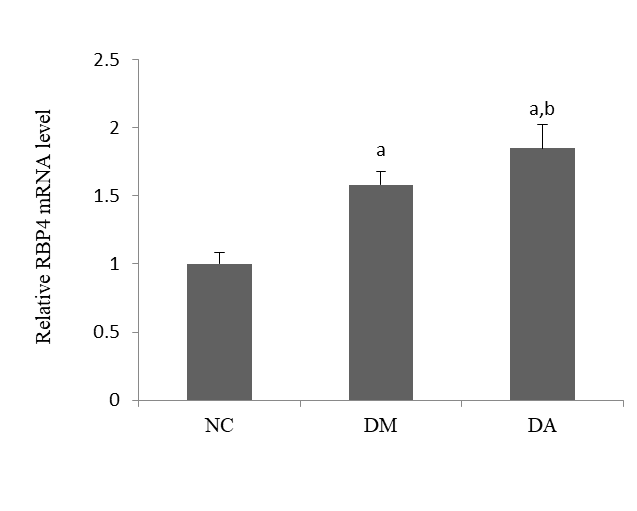 2.5
2
1.5
1
0.5
0
Relative RBP4 mRNA level
a
a,b
NC
DM
DA